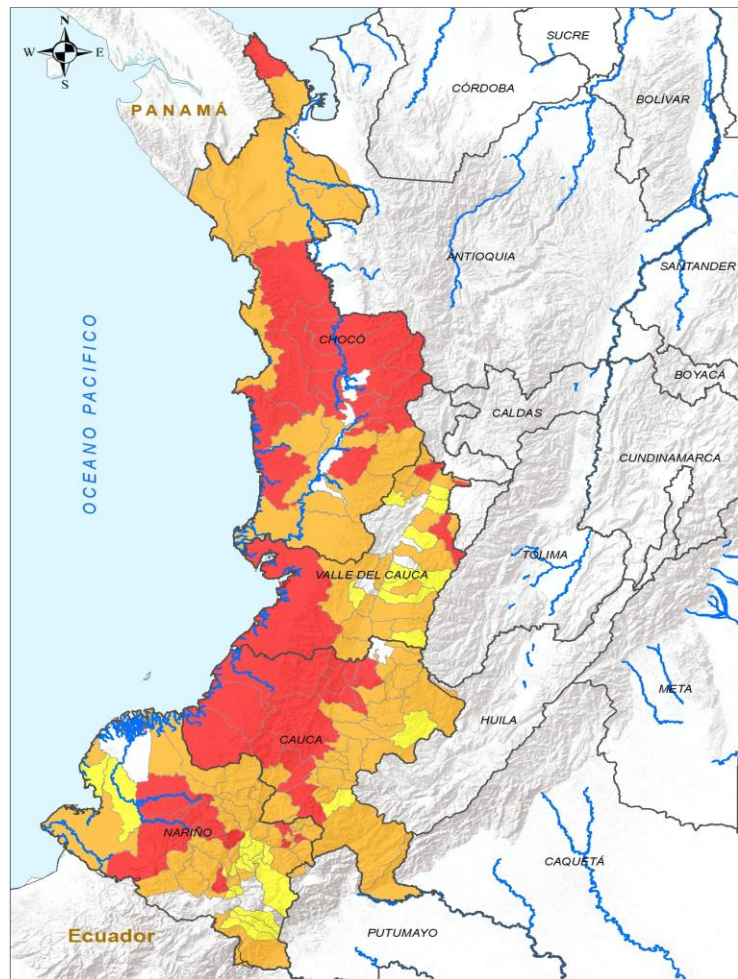 N
W E
S
SUCRE
CÓRDOBA
BOLÍVAR
PANAMÁ
ANTIOQUIA
SANTANDER
OCEANO PACIFICO
CHOCÓ
BOYACÁ
CALDAS
CUNDINAMARCA
TOLIMA
VALLE DEL CAUCA
META
HUILA
CAUCA
NARIÑO
CAQUETÁ
PUTUMAYO
Ecuador